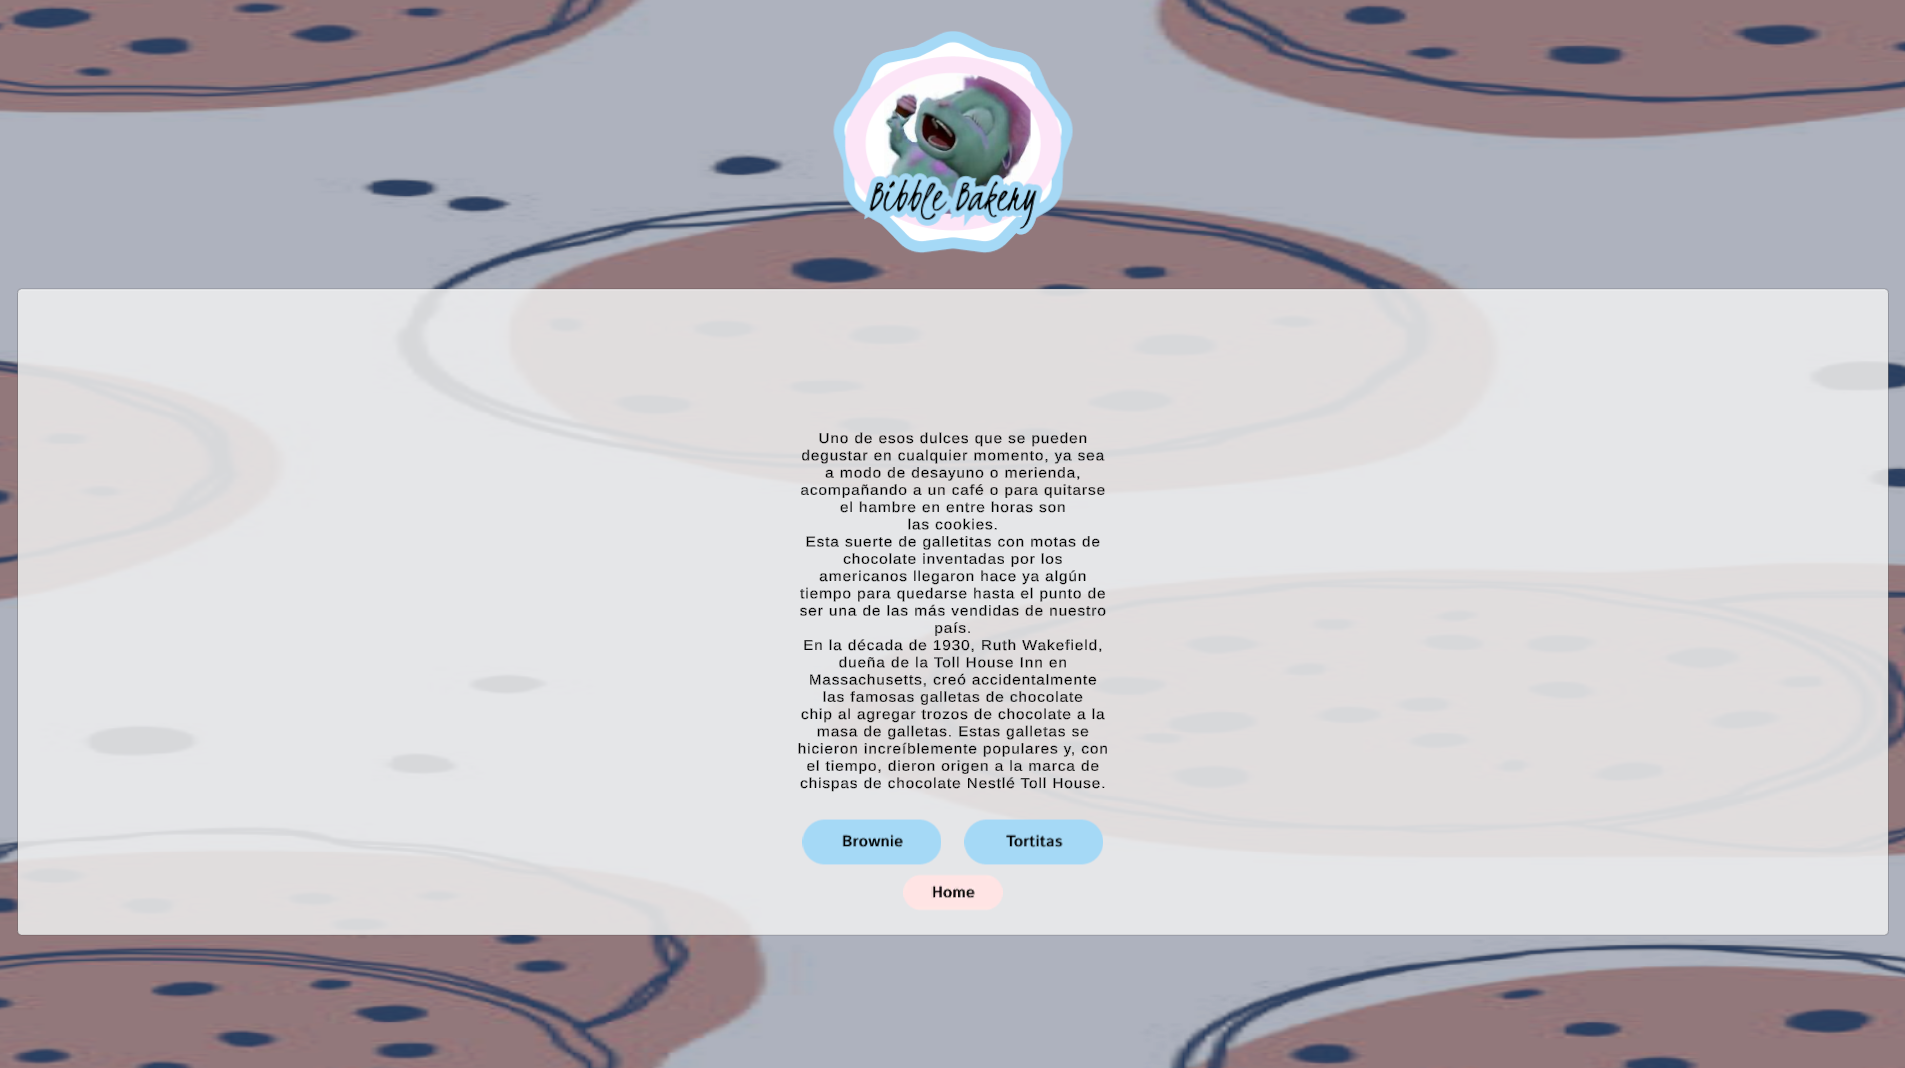 Bibble Bakery
Uno de esos dulces que se pueden
degustar en cualquier momento, ya sea
a modo de desayuno o merienda,
acompañando a un café o para quitarse
el hambre en entre horas son
las cookies.
Esta suerte de galletitas con motas de
chocolate inventadas por los
americanos llegaron hace ya algún
tiempo para quedarse hasta el punto de
ser una de las más vendidas de nuestro
país.
En la década de 1930, Ruth Wakefield,
dueña de la Toll House Inn en
Massachusetts, creó accidentalmente
las famosas galletas de chocolate
chip al agregar trozos de chocolate a la
masa de galletas. Estas galletas se
hicieron increíblemente populares y, con
el tiempo, dieron origen a la marca de
chispas de chocolate Nestlé Toll House.
Brownie
Tortitas
Home